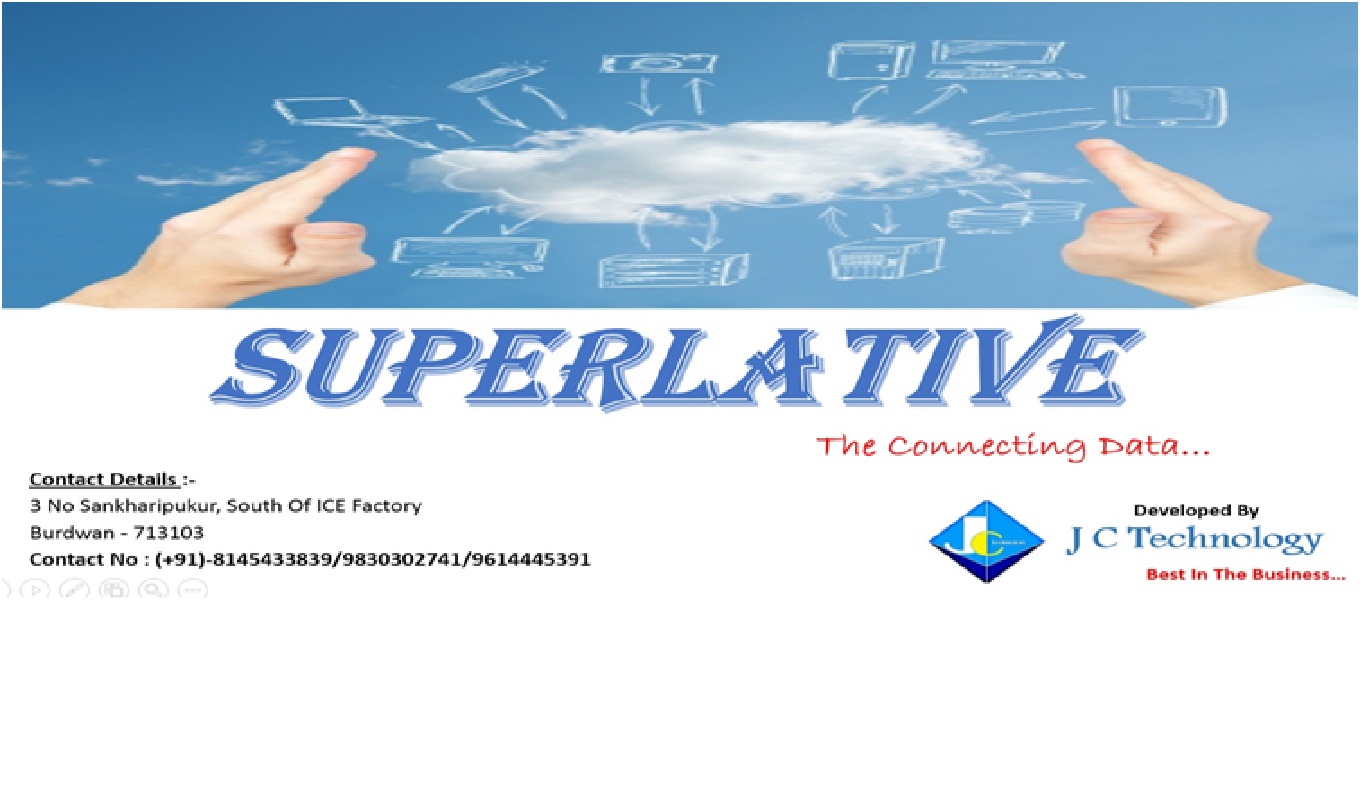 SUPERLATIVE
The Connecting Data...
Contact Details :-
3 No Sankharipukur, South Of ICE Factory
Burdwan - 713103
Contact No : (+91)-8145433839/9830302741/9614445391
JC
Developed By
J C Technology
Best In The Business...